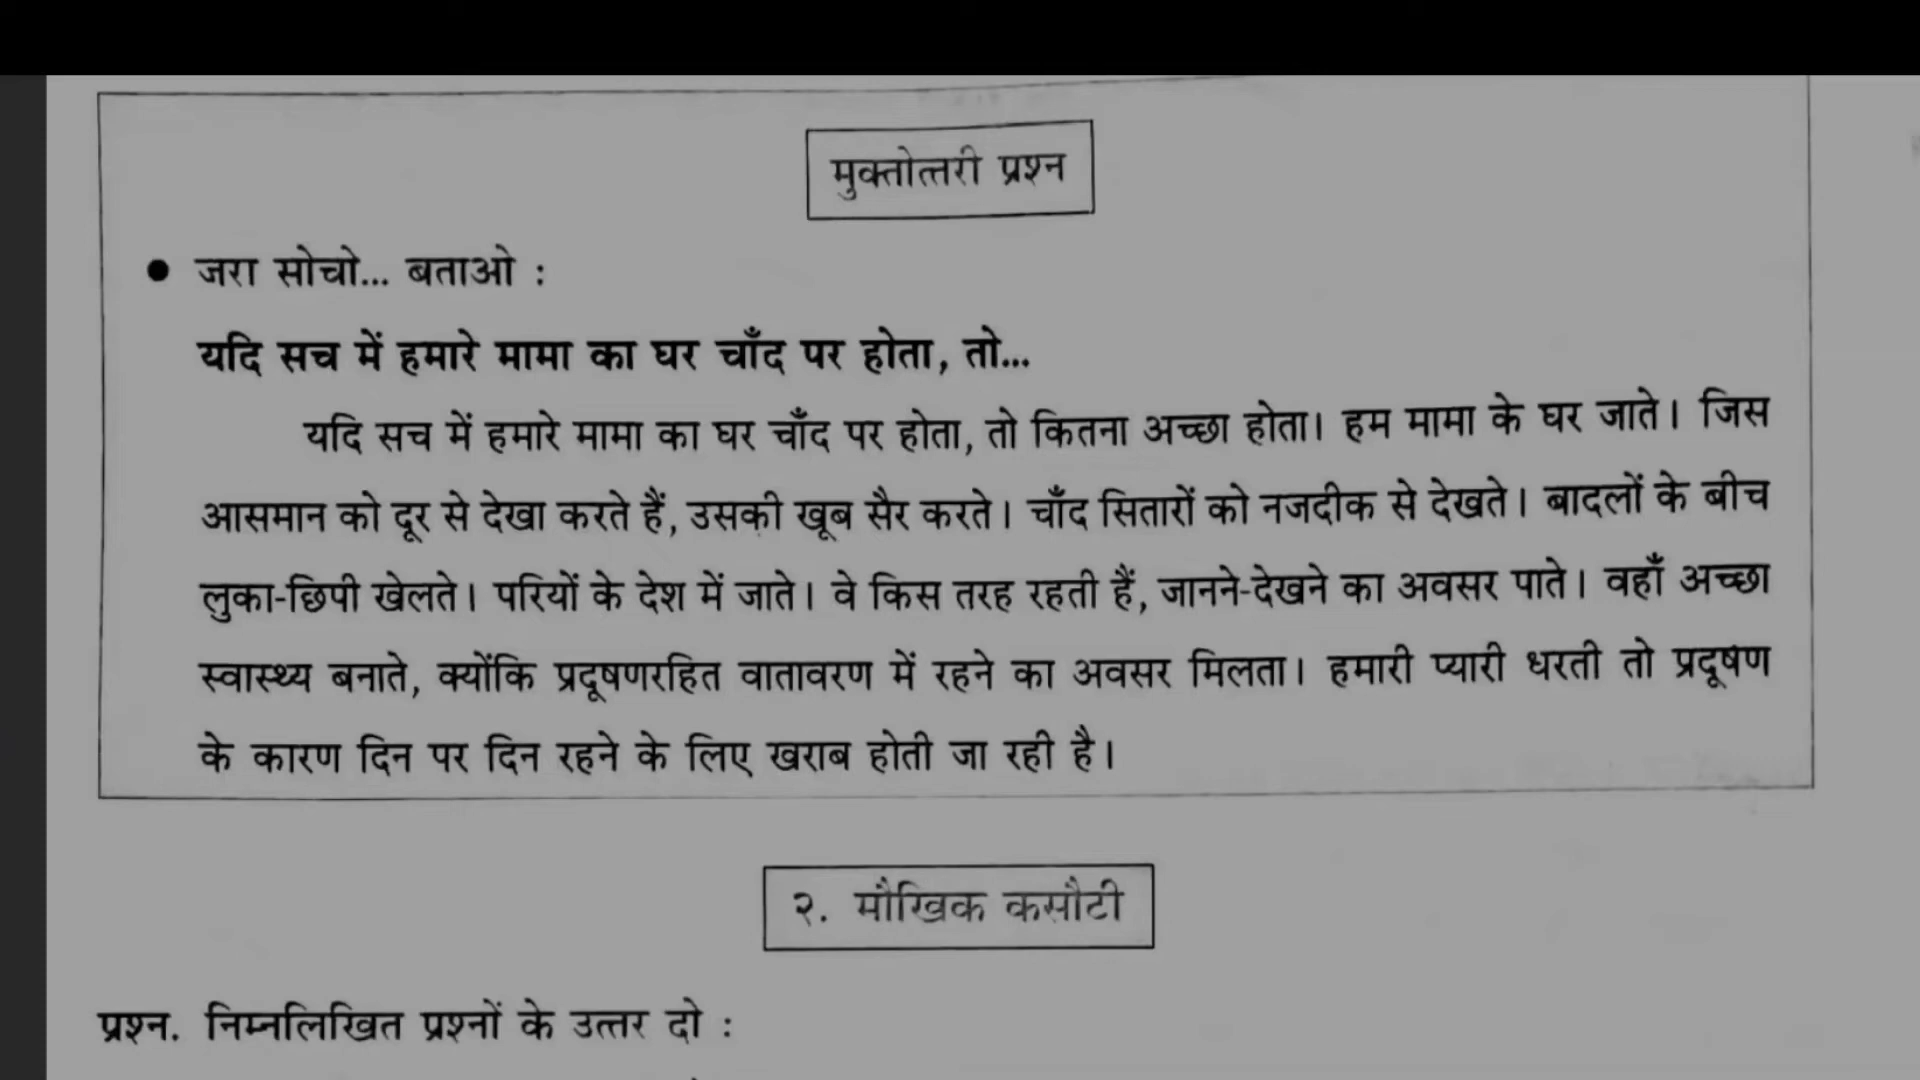 मुक्तोत्तरी प्रश्न
● जरा सोचो... बताओ :
यदि सच में हमारे मामा का घर चाँद पर होता, तो...
यदि सच में हमारे मामा का घर चाँद पर होता, तो कितना अच्छा होता। हम मामा के घर जाते। जिस
आसमान को दूर से देखा करते हैं, उसकी खूब सैर करते। चाँद सितारों को नजदीक से देखते। बादलों के बीच
लुका-छिपी खेलते। परियों के देश में जाते। वे किस तरह रहती हैं, जानने-देखने का अवसर पाते। वहाँ अच्छा
स्वास्थ्य बनाते, क्योंकि प्रदूषणरहित वातावरण में रहने का अवसर मिलता। हमारी प्यारी धरती तो प्रदूषण
के कारण दिन पर दिन रहने के लिए खराब होती जा रही है।
२. मौखिक कसौटी
प्रश्न. निम्नलिखित प्रश्नों के उत्तर दो :